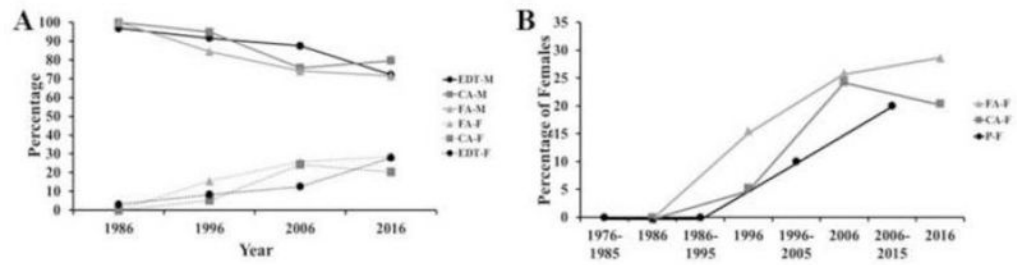 A
100
90
80
70
60
50
40
30
20
10
0
Percentage
1986
1996
2006
2016
Year
EDT-M
CA-M
FA-M
FA-F
CA-F
EDT-F
B
35
30
25
20
15
10
5
0
Percentage of Females
1976-
1985
1986
1986-
1995
1996
1996-
2005
2006
2006-
2015
2016
FA-F
CA-F
P-F